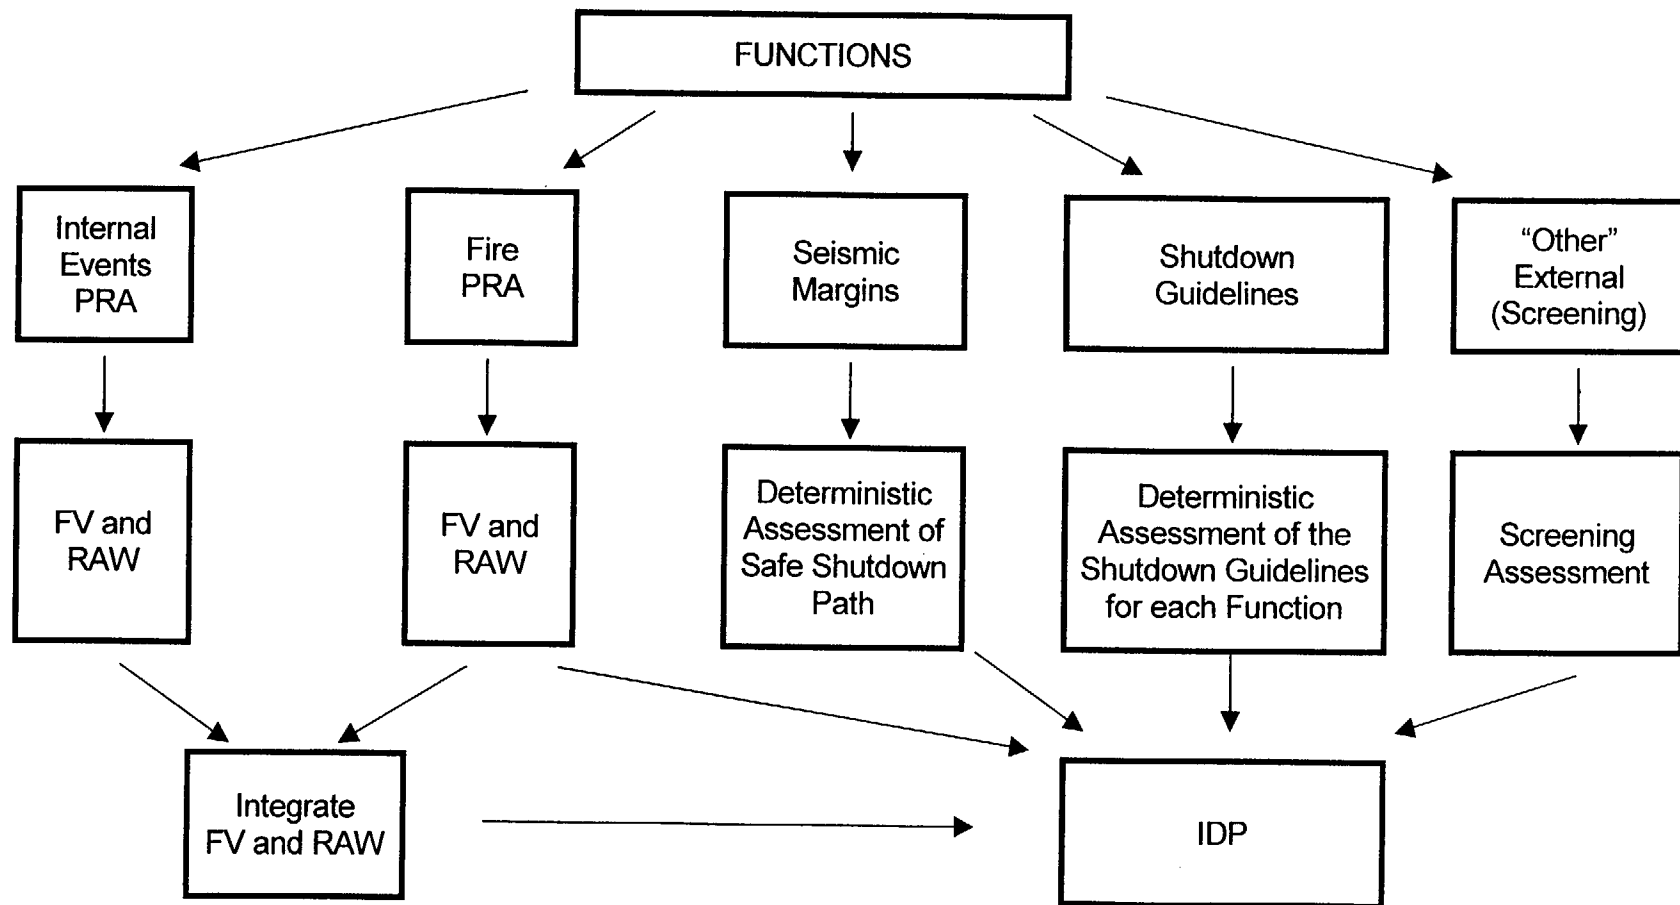 FUNCTIONS
Internal
Events
PRA
Fire
PRA
Seismic
Margins
Shutdown
Guidelines
“Other”
External
(Screening)
FV and
RAW
FV and
RAW
Deterministic
Assessment of
Safe Shutdown
Path
Deterministic
Assessment of the
Shutdown Guidelines
for each Function
Screening
Assessment
Integrate
FV and RAW
IDP